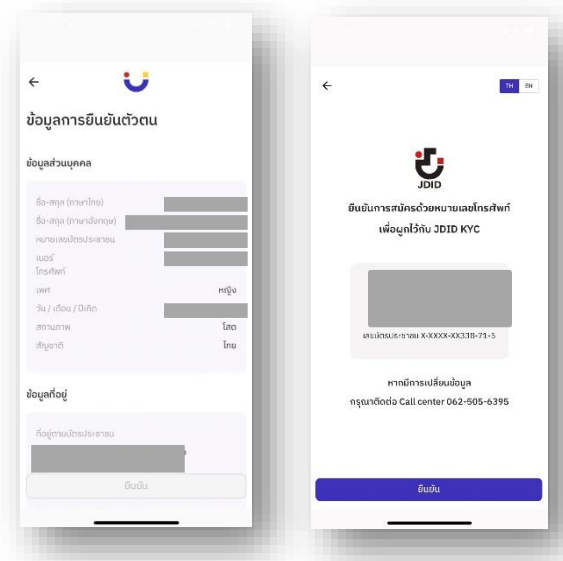 ข้อมูลการยืนยันตัวตน
ข้อมูลส่วนบุคคล
ชื่อ-สกุล (ภาษาไทย)
ชื่อ-สกุล (ภาษาอังกฤษ)
หมายเลขบัตรประชาชน
เบอร์
โทรศัพท์
เพศ หญิง
วัน / เดือน / ปีเกิด
สถานภาพ โสด
สัญชาติ ไทย
ข้อมูลที่อยู่
ที่อยู่ตามบัตรประชาชน
ยืนยัน
TH EN
JDID
ยืนยันการสมัครด้วยหมายเลขโทรศัพท์
เพื่อผูกไว้กับ JDID KYC
เลขบัตรประชาชน X-XXXX-XX338-71-5
หากมีการเปลี่ยนข้อมูล
กรุณาติดต่อ Call center 062-505-6395
ยืนยัน